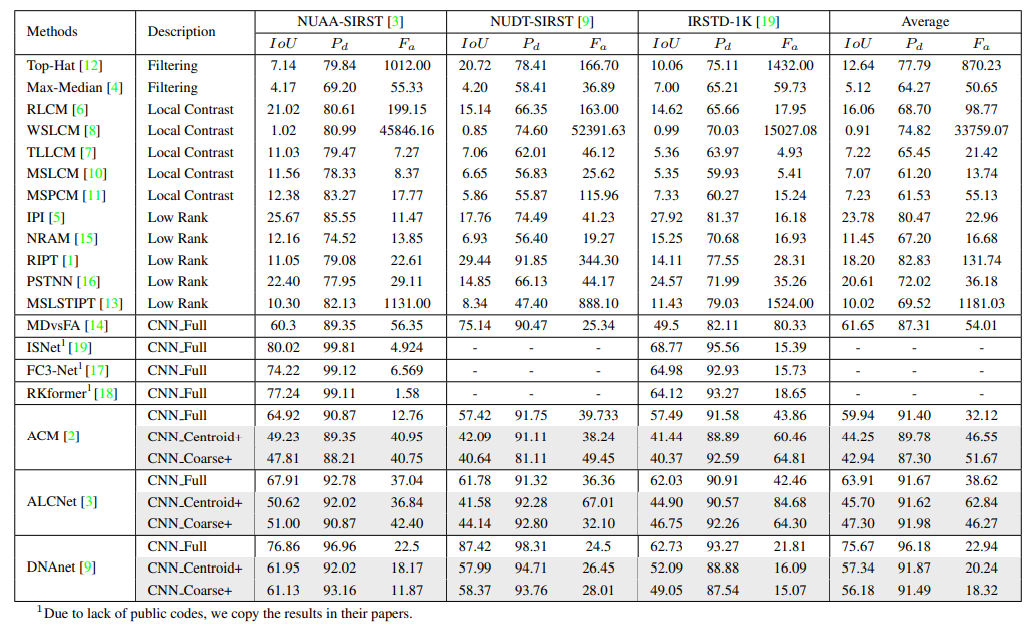 Methods Description NUAA-SIRST [3] NUDT-SIRST [9] IRSTD-1K [19] Average
IoU Pd Fa IoU Pd Fa IoU Pd Fa IoU Pd Fa
Top-Hat [12] Filtering 7.14 79.84 1012.00 20.72 78.41 166.70 10.06 75.11 1432.00 12.64 77.79 870.23
Max-Median [4] Filtering 4.17 69.20 55.33 4.20 58.41 36.89 7.00 65.21 59.73 5.12 64.27 50.65
RLCM [6] Local Contrast 21.02 80.61 199.15 15.14 66.35 163.00 14.62 65.66 17.95 16.06 68.70 98.77
WSLCM [8] Local Contrast 1.02 80.99 45846.16 0.85 74.60 52391.63 0.99 70.03 15027.08 0.91 74.82 33759.07
TLLCM [7] Local Contrast 11.03 79.47 7.27 7.06 62.01 46.12 5.36 63.97 4.93 7.22 65.45 21.42
MSLCM [10] Local Contrast 11.56 78.33 8.37 6.65 56.83 25.62 5.35 59.93 5.41 7.07 61.20 13.74
MSPCM [11] Local Contrast 12.38 83.27 17.77 5.86 55.87 115.96 7.33 60.27 15.24 7.23 61.53 55.13
IPI [5] Low Rank 25.67 85.55 11.47 17.76 74.49 41.23 27.92 81.37 16.18 23.78 80.47 22.96
NRAM [15] Low Rank 12.16 74.52 13.85 6.93 56.40 19.27 15.25 70.68 16.93 11.45 67.20 16.68
RIPT [1] Low Rank 11.05 79.08 22.61 29.44 91.85 344.30 14.11 77.55 28.31 18.20 82.83 131.74
PSTNN [16] Low Rank 22.40 77.95 29.11 14.85 66.13 44.17 24.57 71.99 35.26 20.61 72.02 36.18
MSLSTIPT [13] Low Rank 10.30 82.13 1131.00 8.34 47.40 888.10 11.43 79.03 1524.00 10.02 69.52 1181.03
MDvsFA [14] CNN_Full 60.3 89.35 56.35 75.14 90.47 25.34 49.5 82.11 80.33 61.65 87.31 54.01
ISNet1 [19] CNN_Full 80.02 99.81 4.924 - - - 68.77 95.56 15.39 - - -
FC3-Net1 [17] CNN_Full 74.22 99.12 6.569 - - - 64.98 92.93 15.73 - - -
RKformer1 [18] CNN_Full 77.24 99.11 1.58 - - - 64.12 93.27 18.65 - - -
CNN_Full 64.92 90.87 12.76 57.42 91.75 39.733 57.49 91.58 43.86 59.94 91.40 32.12
ACM [2] CNN_Centroid+ 49.23 89.35 40.95 42.09 91.11 38.24 41.44 88.89 60.46 44.25 89.78 46.55
CNN_Coarse+ 47.81 88.21 40.75 40.64 81.11 49.45 40.37 92.59 64.81 42.94 87.30 51.67
CNN_Full 67.91 92.78 37.04 61.78 91.32 36.36 62.03 90.91 42.46 63.91 91.67 38.62
ALCNet [3] CNN_Centroid+ 50.62 92.02 36.84 41.58 92.28 67.01 44.90 90.57 84.68 45.70 91.62 62.84
CNN_Coarse+ 51.00 90.87 42.40 44.14 92.80 32.10 46.75 92.26 64.30 47.30 91.98 46.27
CNN_Full 76.86 96.96 22.5 87.42 98.31 24.5 62.73 93.27 21.81 75.67 96.18 22.94
DNAnet [9] CNN_Centroid+ 61.95 92.02 18.17 57.99 94.71 26.45 52.09 88.88 16.09 57.34 91.87 20.24
CNN_Coarse+ 61.13 93.16 11.87 58.37 93.76 28.01 49.05 87.54 15.07 56.18 91.49 18.32
1Due to lack of public codes, we copy the results in their papers.